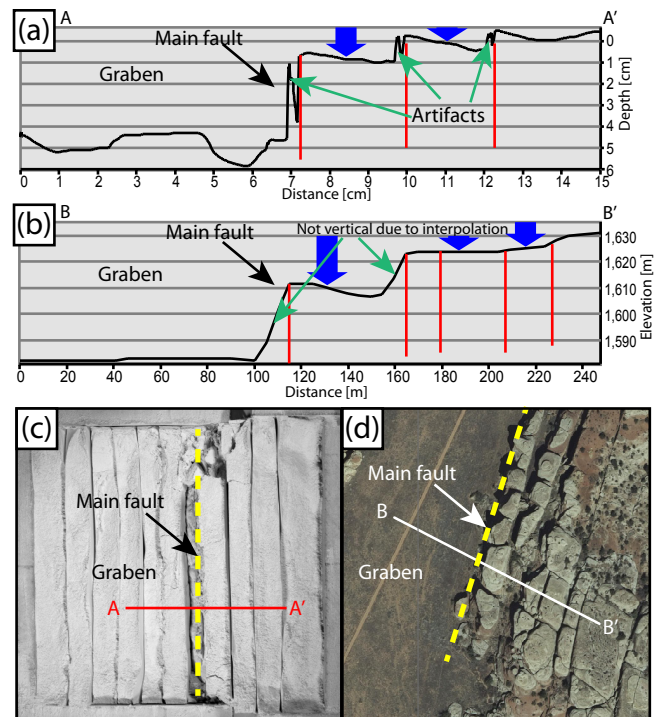 (a)
A
A'
Main fault
Graben
Artifacts
0
1
2
3
4
5
6
Depth [cm]
0 1 2 3 4 5 6 7 8 9 10 11 12 13 14 15
Distance [cm]
(b)
B
B'
Not vertical due to interpolation
Main fault
Graben
1,630
1,620
1,610
1,600
1,590
Elevation [m]
0 20 40 60 80 100 120 140 160 180 200 220 240
Distance [m]
(c)
Main fault
Graben
A
A'
(d)
Main fault
B
Graben
B'